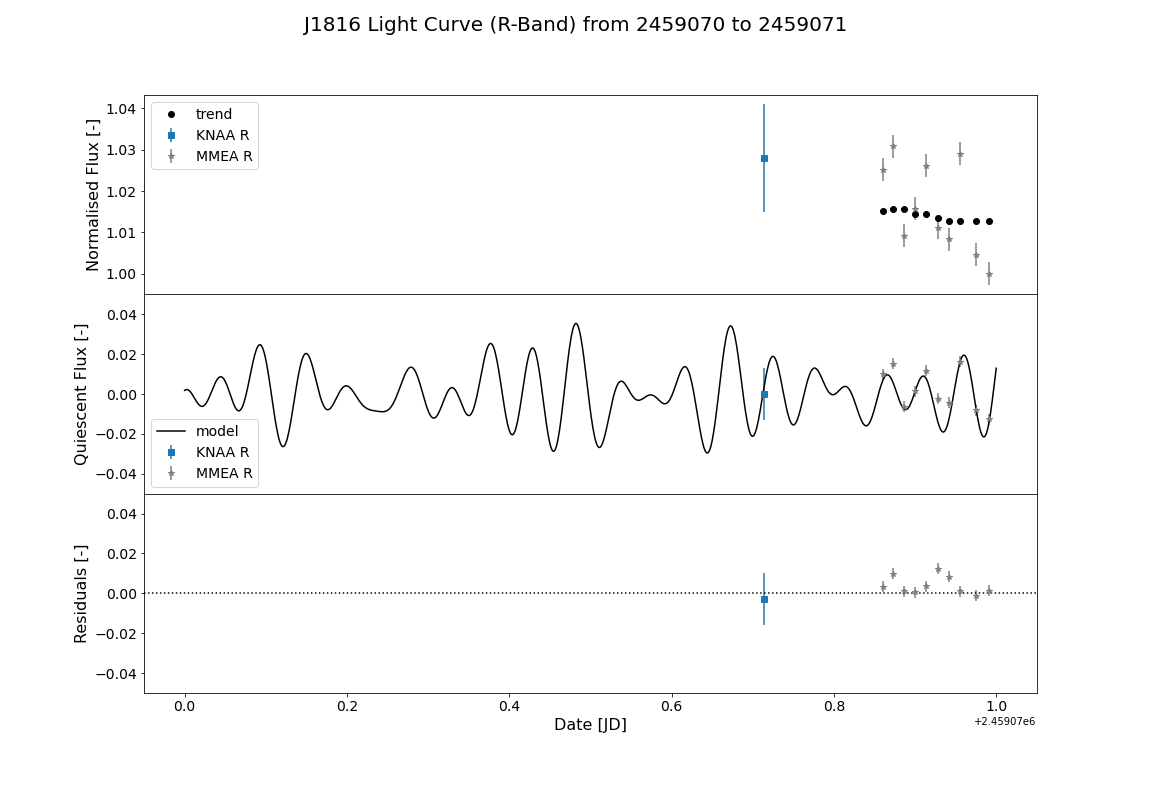 J1816 Light Curve (R-Band) from 2459070 to 2459071
Normalised Flux [-]
1.04
1.03
1.02
1.01
1.00
trend
KNAA R
MMEA R
Quiescent Flux [-]
0.04
0.02
0.00
−0.02
−0.04
model
KNAA R
MMEA R
Residuals [-]
0.04
0.02
0.00
−0.02
−0.04
0.0 0.2 0.4 0.6 0.8 1.0
Date [JD]
+2.45907e6